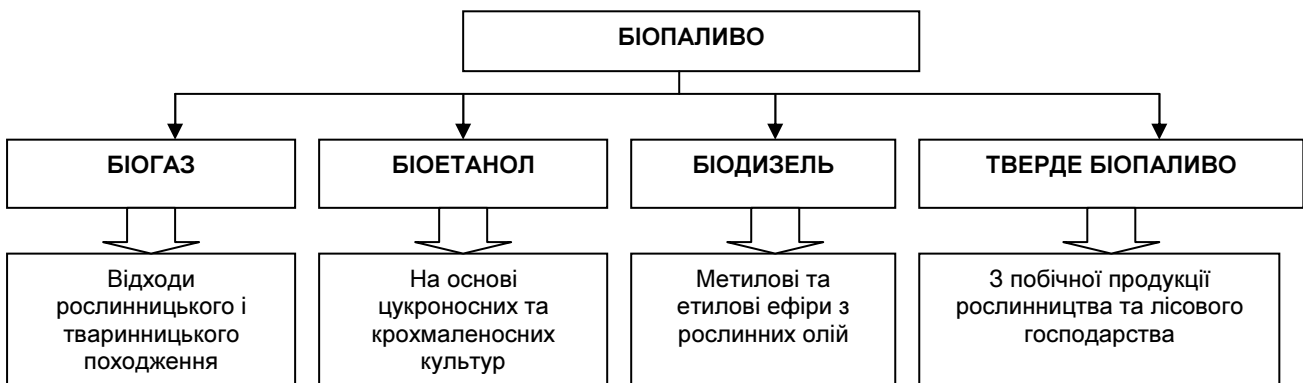 БІОПАЛИВО
БІОГАЗ
БІОЕТАНОЛ
БІОДИЗЕЛЬ
ТВЕРДЕ БІОПАЛИВО
Відходи
рослинницького і
тваринницького
походження
На основі
цукроносних та
крохмаленосних
культур
Метилові та
етилові ефіри з
рослинних олій
З побічної продукції
рослинництва та лісового
господарства